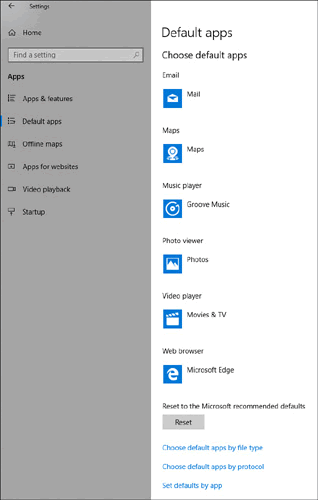 Settings
Home
Find a setting
Apps
Apps & features
Default apps
Offline maps
Apps for websites
Video playback
Startup
Default apps
Choose default apps
Email
Mail
Maps
Maps
Music player
Groove Music
Photo viewer
Photos
Video player
Movies & TV
Web browser
Microsoft Edge
Reset to the Microsoft recommended defaults
Reset
Choose default apps by file type
Choose default apps by protocol
Set defaults by app